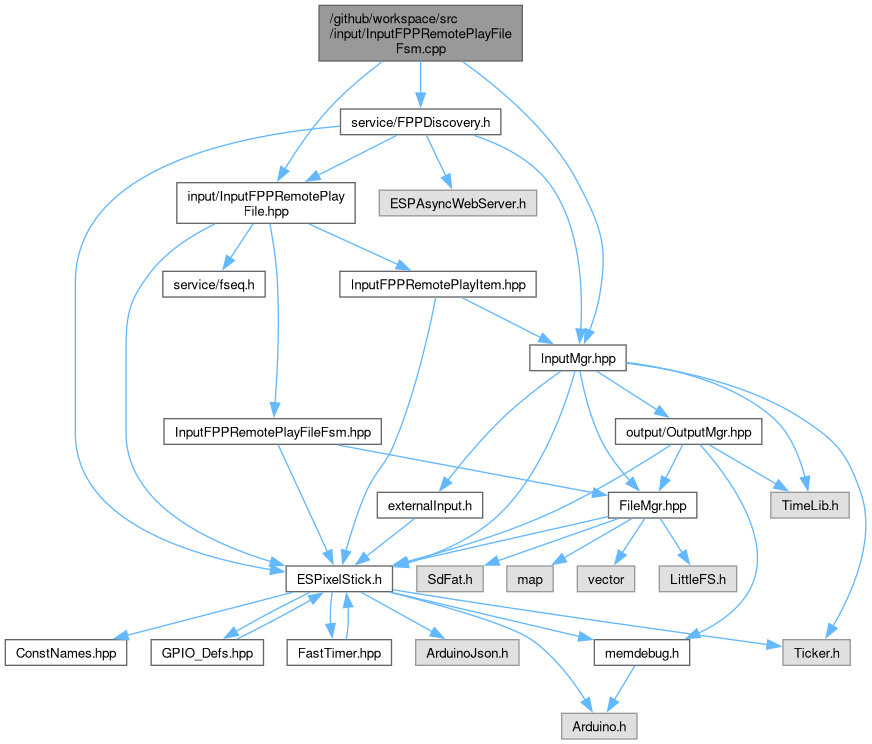 /github/workspace/src
/input/InputFPPRemotePlayFile
Fsm.cpp
service/FPPDiscovery.h
input/InputFPPRemotePlay
File.hpp
ESPAsyncWebServer.h
service/fseq.h
InputFPPRemotePlayItem.hpp
InputMgr.hpp
InputFPPRemotePlayFileFsm.hpp
output/OutputMgr.hpp
externalInput.h
FileMgr.hpp
TimeLib.h
ESPixelStick.h
SdFat.h
map
vector
LittleFS.h
ConstNames.hpp
GPIO_Defs.hpp
FastTimer.hpp
ArduinoJson.h
memdebug.h
Ticker.h
Arduino.h